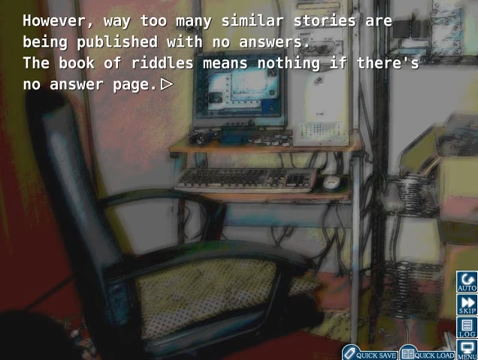 However, way too many similar stories are
being published with no answers.
The book of riddles means nothing if there's
no answer page.
AUTO
SKIP
LOG
QUICK SAVE
QUICK LOAD
MENU